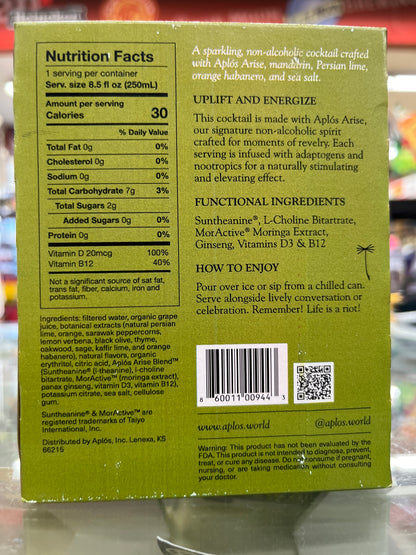 Nutrition Facts
1 serving per container
Serv. size 8.5 fl oz (250mL)
Amount per serving
Calories 30
% Daily Value
Total Fat 0g 0%
Cholesterol 0g 0%
Sodium 0g 0%
Total Carbohydrate 7g 3%
Total Sugars 2g
Added Sugars 0g 0%
Protein 0g 0%
Vitamin D 20mcg 100%
Vitamin B12 40%
Not a significant source of sat fat,
trans fat, fiber, calcium, iron and
potassium.
Ingredients: filtered water, organic grape
juice, botanical extracts (natural persian
lime, orange, sarawak peppercorns,
lemon verbena, black olive, thyme,
oakwood, sage, keffir lime, and orange
habanero), natural flavors, organic
erythritol, citric acid, Aplós Arise Blend™
(Suntheanine® (l-theanine), l-choline
bitartrate, MorActive™ (moringa extract),
panax ginseng, vitamin D3, vitamin B12),
potassium citrate, sea salt, cellulose
gum.
Suntheanine® & MorActive™ are
registered trademarks of Taiyo
International, Inc.
Distributed by Aplós, Inc. Lenexa, KS
66215
A sparkling, non-alcoholic cocktail crafted
with Aplós Arise, mandarin, Persian lime,
orange habanero, and sea salt.
UPLIFT AND ENERGIZE
This cocktail is made with Aplós Arise,
our signature non-alcoholic spirit
crafted for moments of revelry. Each
serving is infused with adaptogens and
nootropics for a naturally stimulating
and elevating effect.
FUNCTIONAL INGREDIENTS
Suntheanine®, L-Choline Bitartrate,
MorActive® Moringa Extract,
Ginseng, Vitamins D3 & B12
HOW TO ENJOY
Pour over ice or sip from a chilled can.
Serve alongside lively conversation or
celebration. Remember! Life is a riot!
8 60011 00944 3
www.aplos.world @aplos.world
Warning: This product has not been evaluated by the
FDA. This product is not intended to diagnose, prevent,
treat, or cure any disease. Do not consume if pregnant,
nursing, or are taking medication without consulting
your doctor.